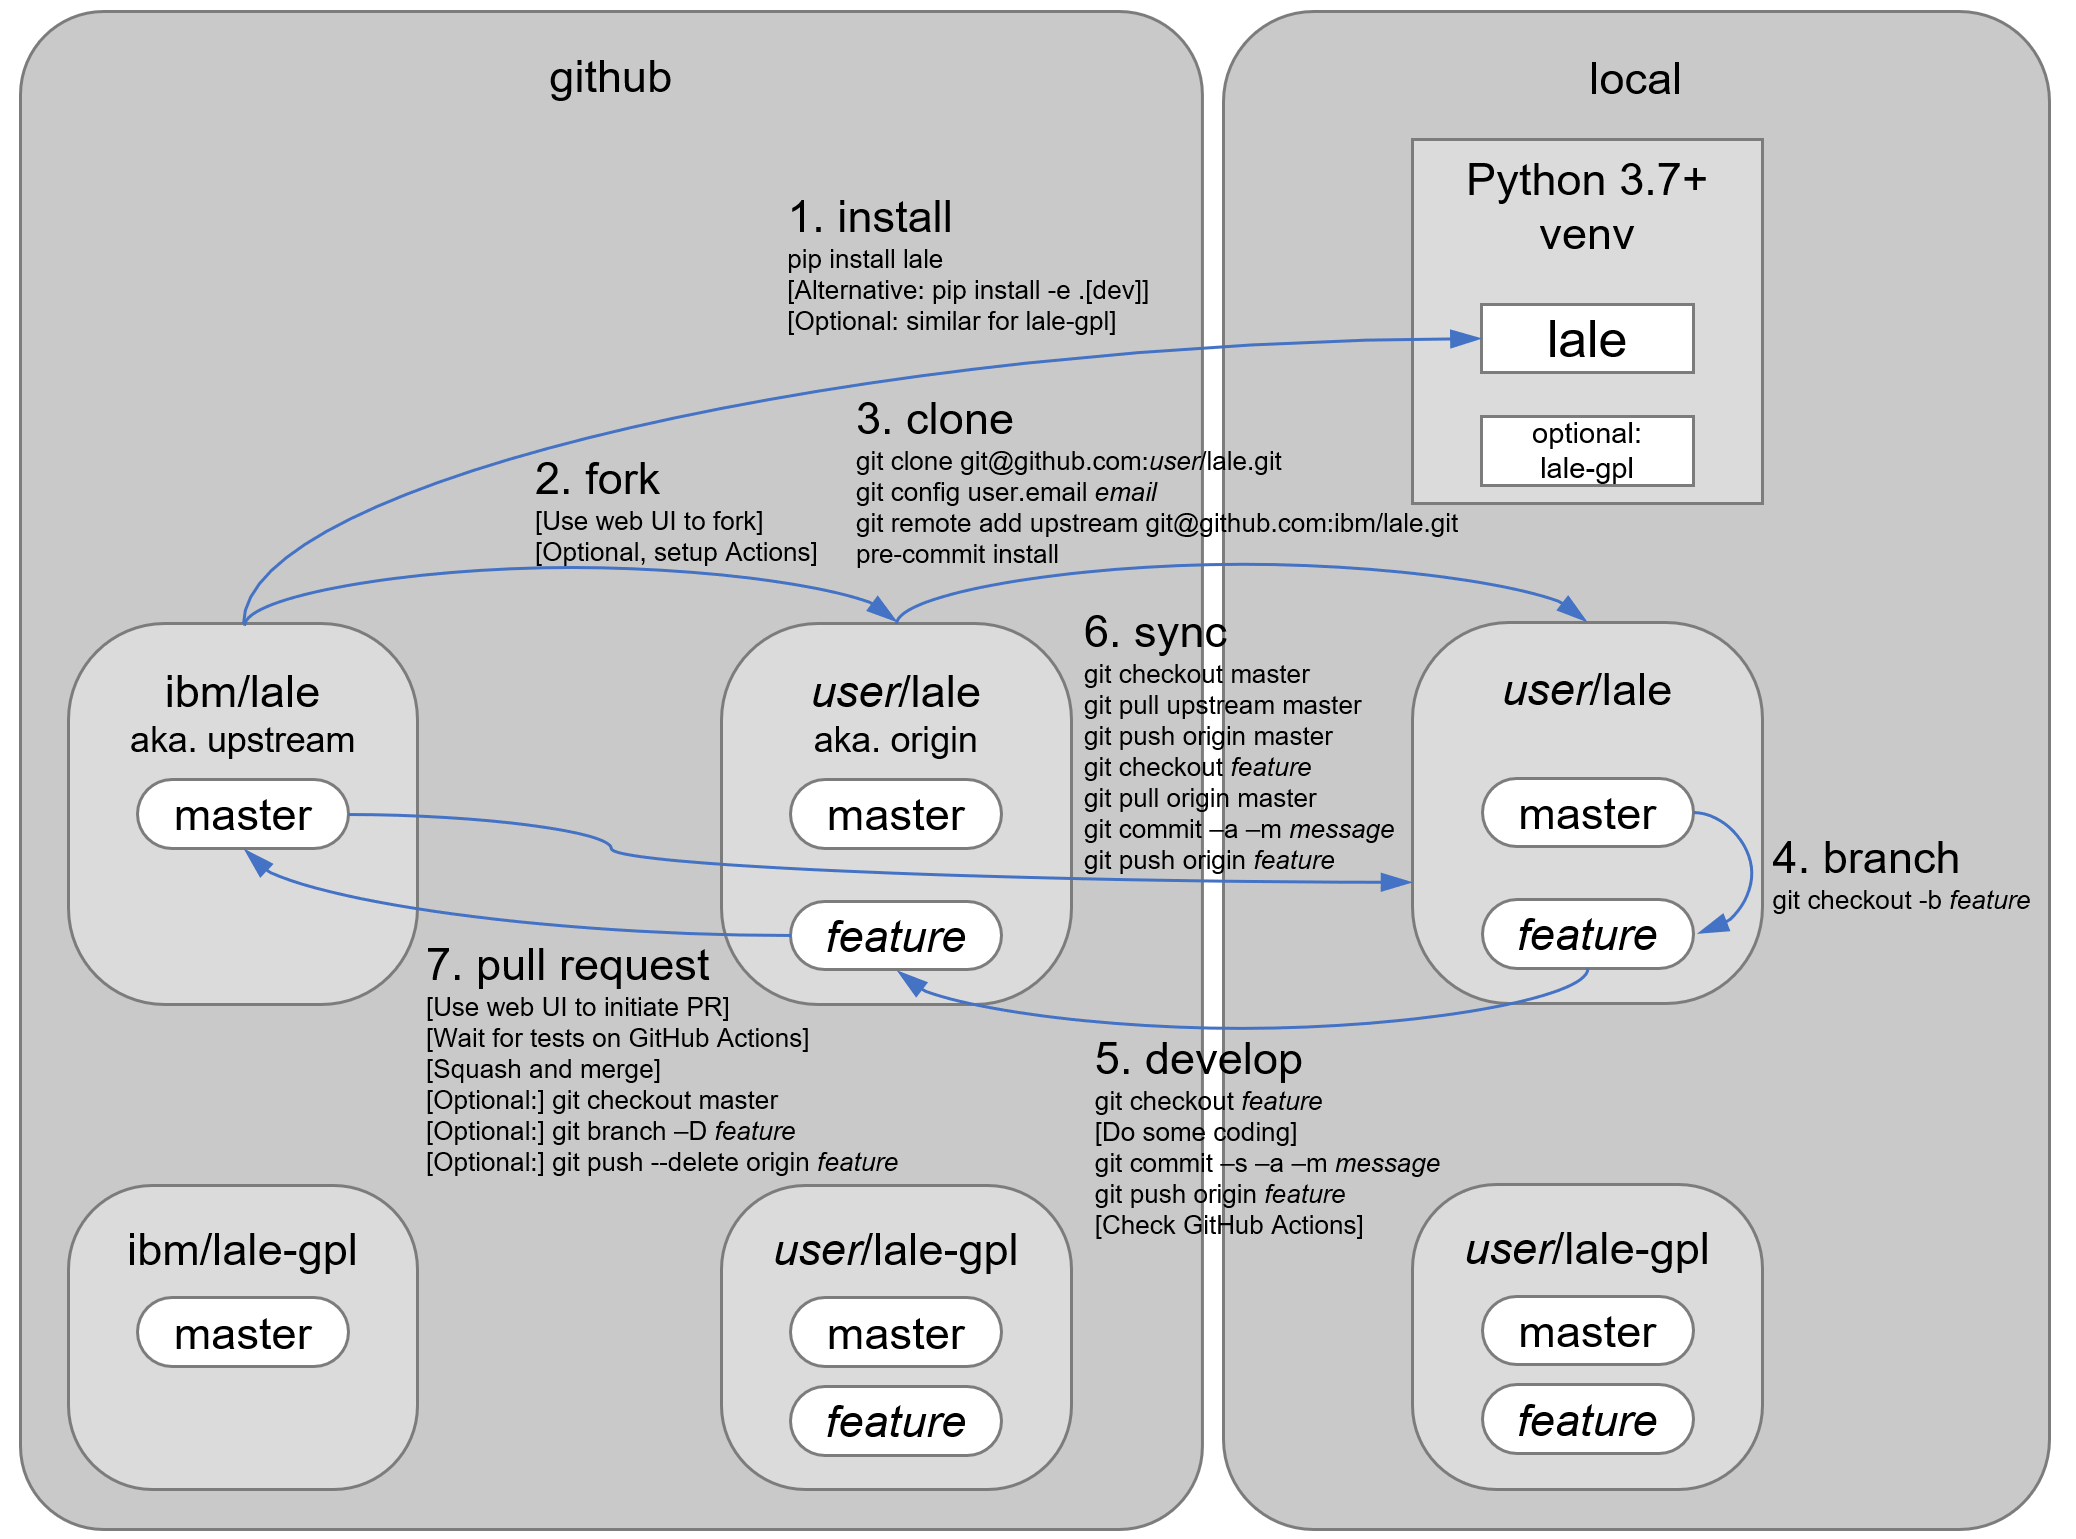 github
local
Python 3.7+
venv
lale
optional:
lale-gpl
1. install
pip install lale
[Alternative: pip install -e .[dev]]
[Optional: similar for lale-gpl]
2. fork
[Use web UI to fork]
[Optional, setup Actions]
3. clone
git clone git@github.com:user/lale.git
git config user.email email
git remote add upstream git@github.com:ibm/lale.git
pre-commit install
ibm/lale
aka. upstream
master
user/lale
aka. origin
master
feature
6. sync
git checkout master
git pull upstream master
git push origin master
git checkout feature
git pull origin master
git commit –a –m message
git push origin feature
user/lale
master
feature
4. branch
git checkout -b feature
7. pull request
[Use web UI to initiate PR]
[Wait for tests on GitHub Actions]
[Squash and merge]
[Optional:] git checkout master
[Optional:] git branch –D feature
[Optional:] git push --delete origin feature
5. develop
git checkout feature
[Do some coding]
git commit –s –a –m message
git push origin feature
[Check GitHub Actions]
ibm/lale-gpl
master
user/lale-gpl
master
feature
user/lale-gpl
master
feature